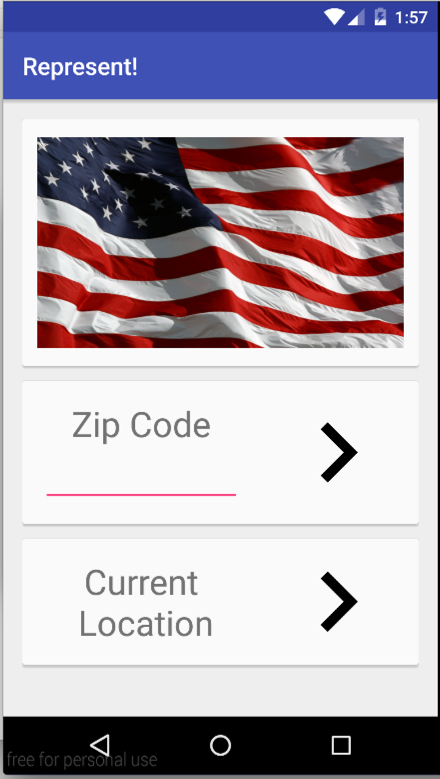 1:57
Represent!
Zip Code
Current
Location
free for personal use